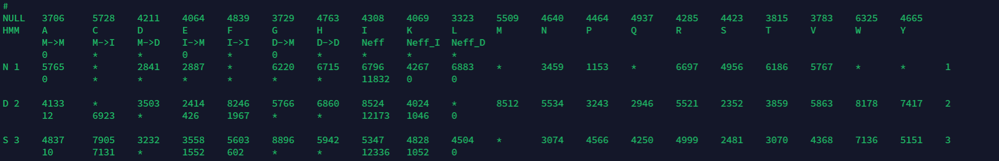 #
NULL 3706 5728 4211 4064 4839 3729 4763 4308 4069 3323 5509 4640 4464 4937 4285 4423 3815 3783 6325 4665
HMM A C D E F G H I K L M N P Q R S T V W Y
M->M M->I M->D I->M I->I D->M D->D Neff Neff_I Neff_D
0 * * 0 * 0 * * * *
N 1 5765 * 2841 2887 * 6220 6715 6796 4267 6883 * 3459 1153 * 6697 4956 6186 5767 * * 1
0 * * * * * * 11832 0 0
D 2 4133 * 3503 2414 8246 5766 6860 8524 4024 * 8512 5534 3243 2946 5521 2352 3859 5863 8178 7417 2
12 6923 * 426 1967 * * 12173 1046 0
S 3 4837 7905 3232 3558 5603 8896 5942 5347 4828 4504 * 3074 4566 4250 4999 2481 3070 4368 7136 5151 3
10 7131 * 1552 602 * * 12336 1052 0